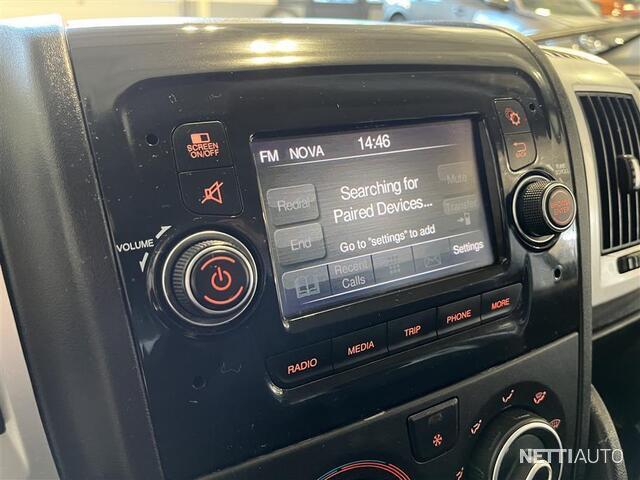 SCREEN
ON/OFF
FM NOVA 14:46
Searching for
Paired Devices...
Go to "settings" to add
Redial
Mute
End
Transfer
Recent
Calls
Settings
VOLUME
RADIO
MEDIA
TRIP
PHONE
MORE
NETTIAUTO